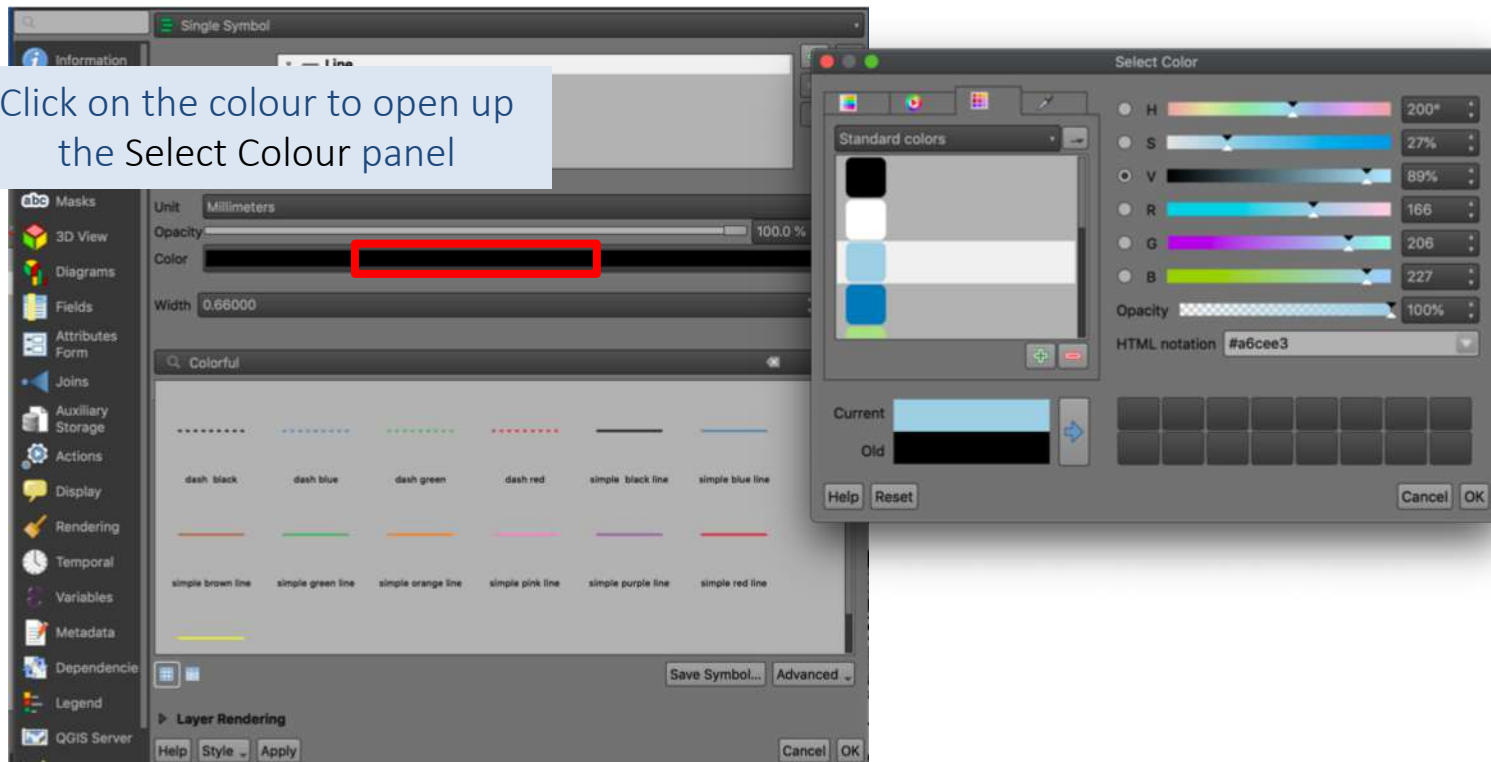 Single Symbol
Information
Line
Click on the colour to open up
the Select Colour panel
abc Masks
3D View
Diagrams
Fields
Attributes
Form
Joins
Auxiliary
Storage
Actions
Display
Rendering
Temporal
Variables
Metadata
Dependencie
Legend
QGIS Server
Unit Millimeters
Opacity 100.0 %
Color
Width 0.66000
Colorful
dash black dash blue dash green dash red simple black line simple blue line
simple brown line simple green line simple orange line simple pink line simple purple line simple red line
Save Symbol... Advanced
Layer Rendering
Help Style Apply Cancel OK
Select Color
Standard colors
H 200°
S 27%
V 89%
R 166
G 206
B 227
Opacity 100%
HTML notation #a6cee3
Current
Old
Help Reset Cancel OK